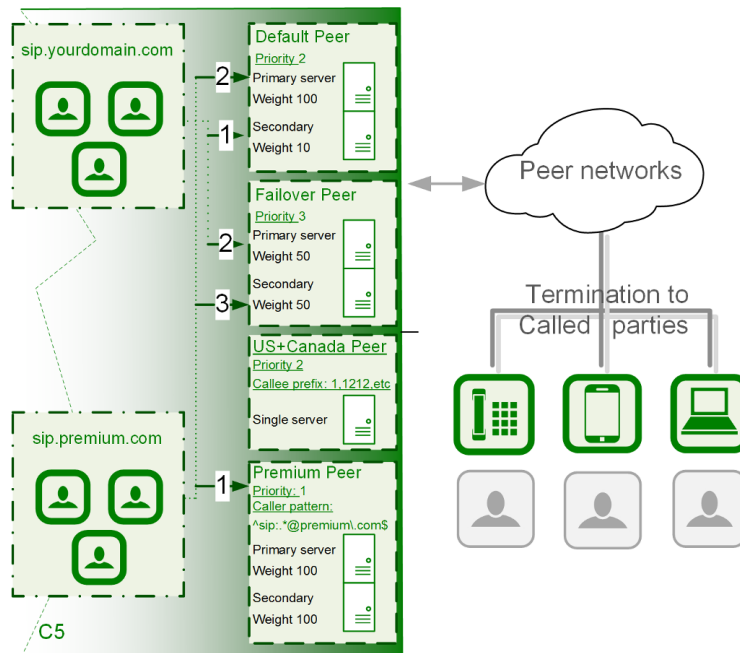 sip.yourdomain.com
Default Peer
Priority 2
Primary server
Weight 100
Secondary
Weight 10
2
1
Failover Peer
Priority 3
Primary server
Weight 50
Secondary
Weight 50
2
3
US+Canada Peer
Priority 2
Callee prefix: 1,1212,etc
Single server
sip.premium.com
Premium Peer
Priority: 1
Caller pattern:
^sip:.*@premium\.com$
Primary server
Weight 100
Secondary
Weight 100
1
C5
Peer networks
Termination to
Called parties